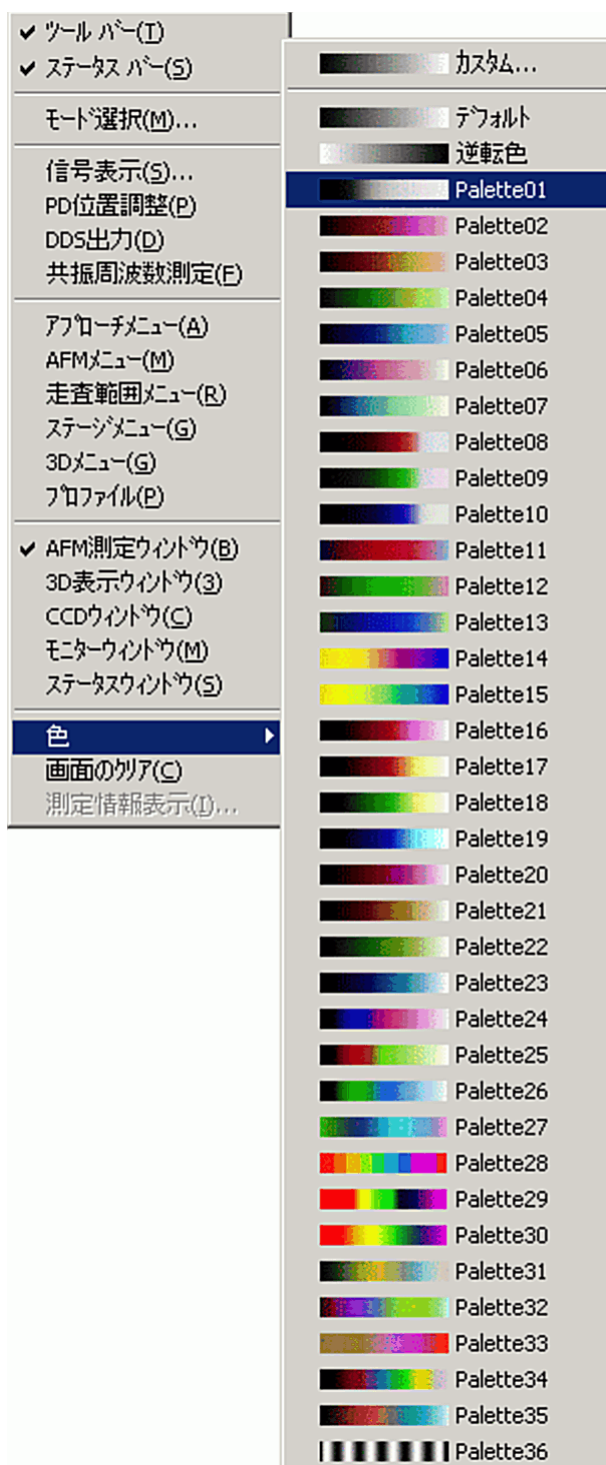 ツール バー(T)
ステータス バー(S)
モード選択(M)...
信号表示(S)...
PD位置調整(P)
DDS出力(D)
共振周波数測定(F)
アプローチメニュー(A)
AFMメニュー(M)
走査範囲メニュー(R)
ステージメニュー(G)
3Dメニュー(G)
プロファイル(P)
AFM測定ウィンドウ(B)
3D表示ウィンドウ(3)
CCDウィンドウ(C)
モニターウィンドウ(M)
ステータスウィンドウ(S)
色
画面のクリア(C)
測定情報表示(I)...
カスタム...
デフォルト
逆転色
Palette01
Palette02
Palette03
Palette04
Palette05
Palette06
Palette07
Palette08
Palette09
Palette10
Palette11
Palette12
Palette13
Palette14
Palette15
Palette16
Palette17
Palette18
Palette19
Palette20
Palette21
Palette22
Palette23
Palette24
Palette25
Palette26
Palette27
Palette28
Palette29
Palette30
Palette31
Palette32
Palette33
Palette34
Palette35
Palette36